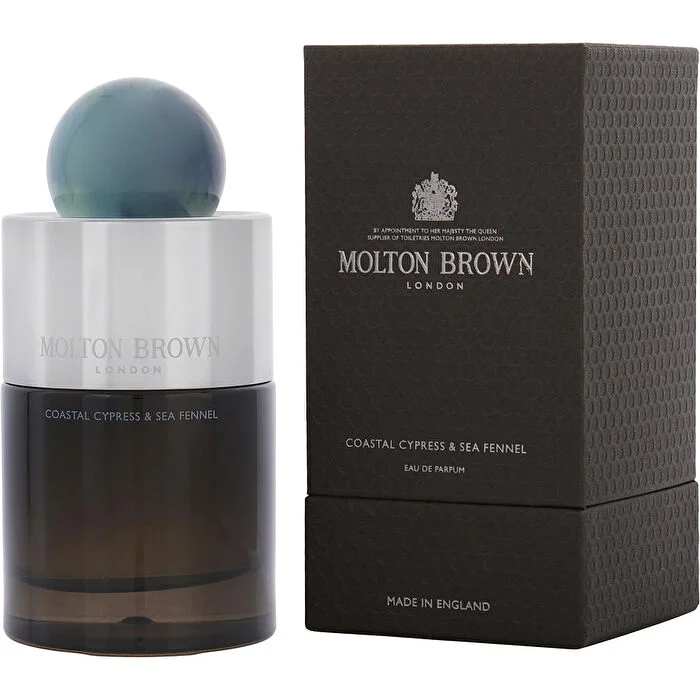 MOLTON BROWN
LONDON
COASTAL CYPRESS & SEA FENNEL
BY APPOINTMENT TO HER MAJESTY THE QUEEN
SUPPLIER OF TOILETRIES MOLTON BROWN LONDON
MOLTON BROWN
LONDON
COASTAL CYPRESS & SEA FENNEL
EAU DE PARFUM
MADE IN ENGLAND